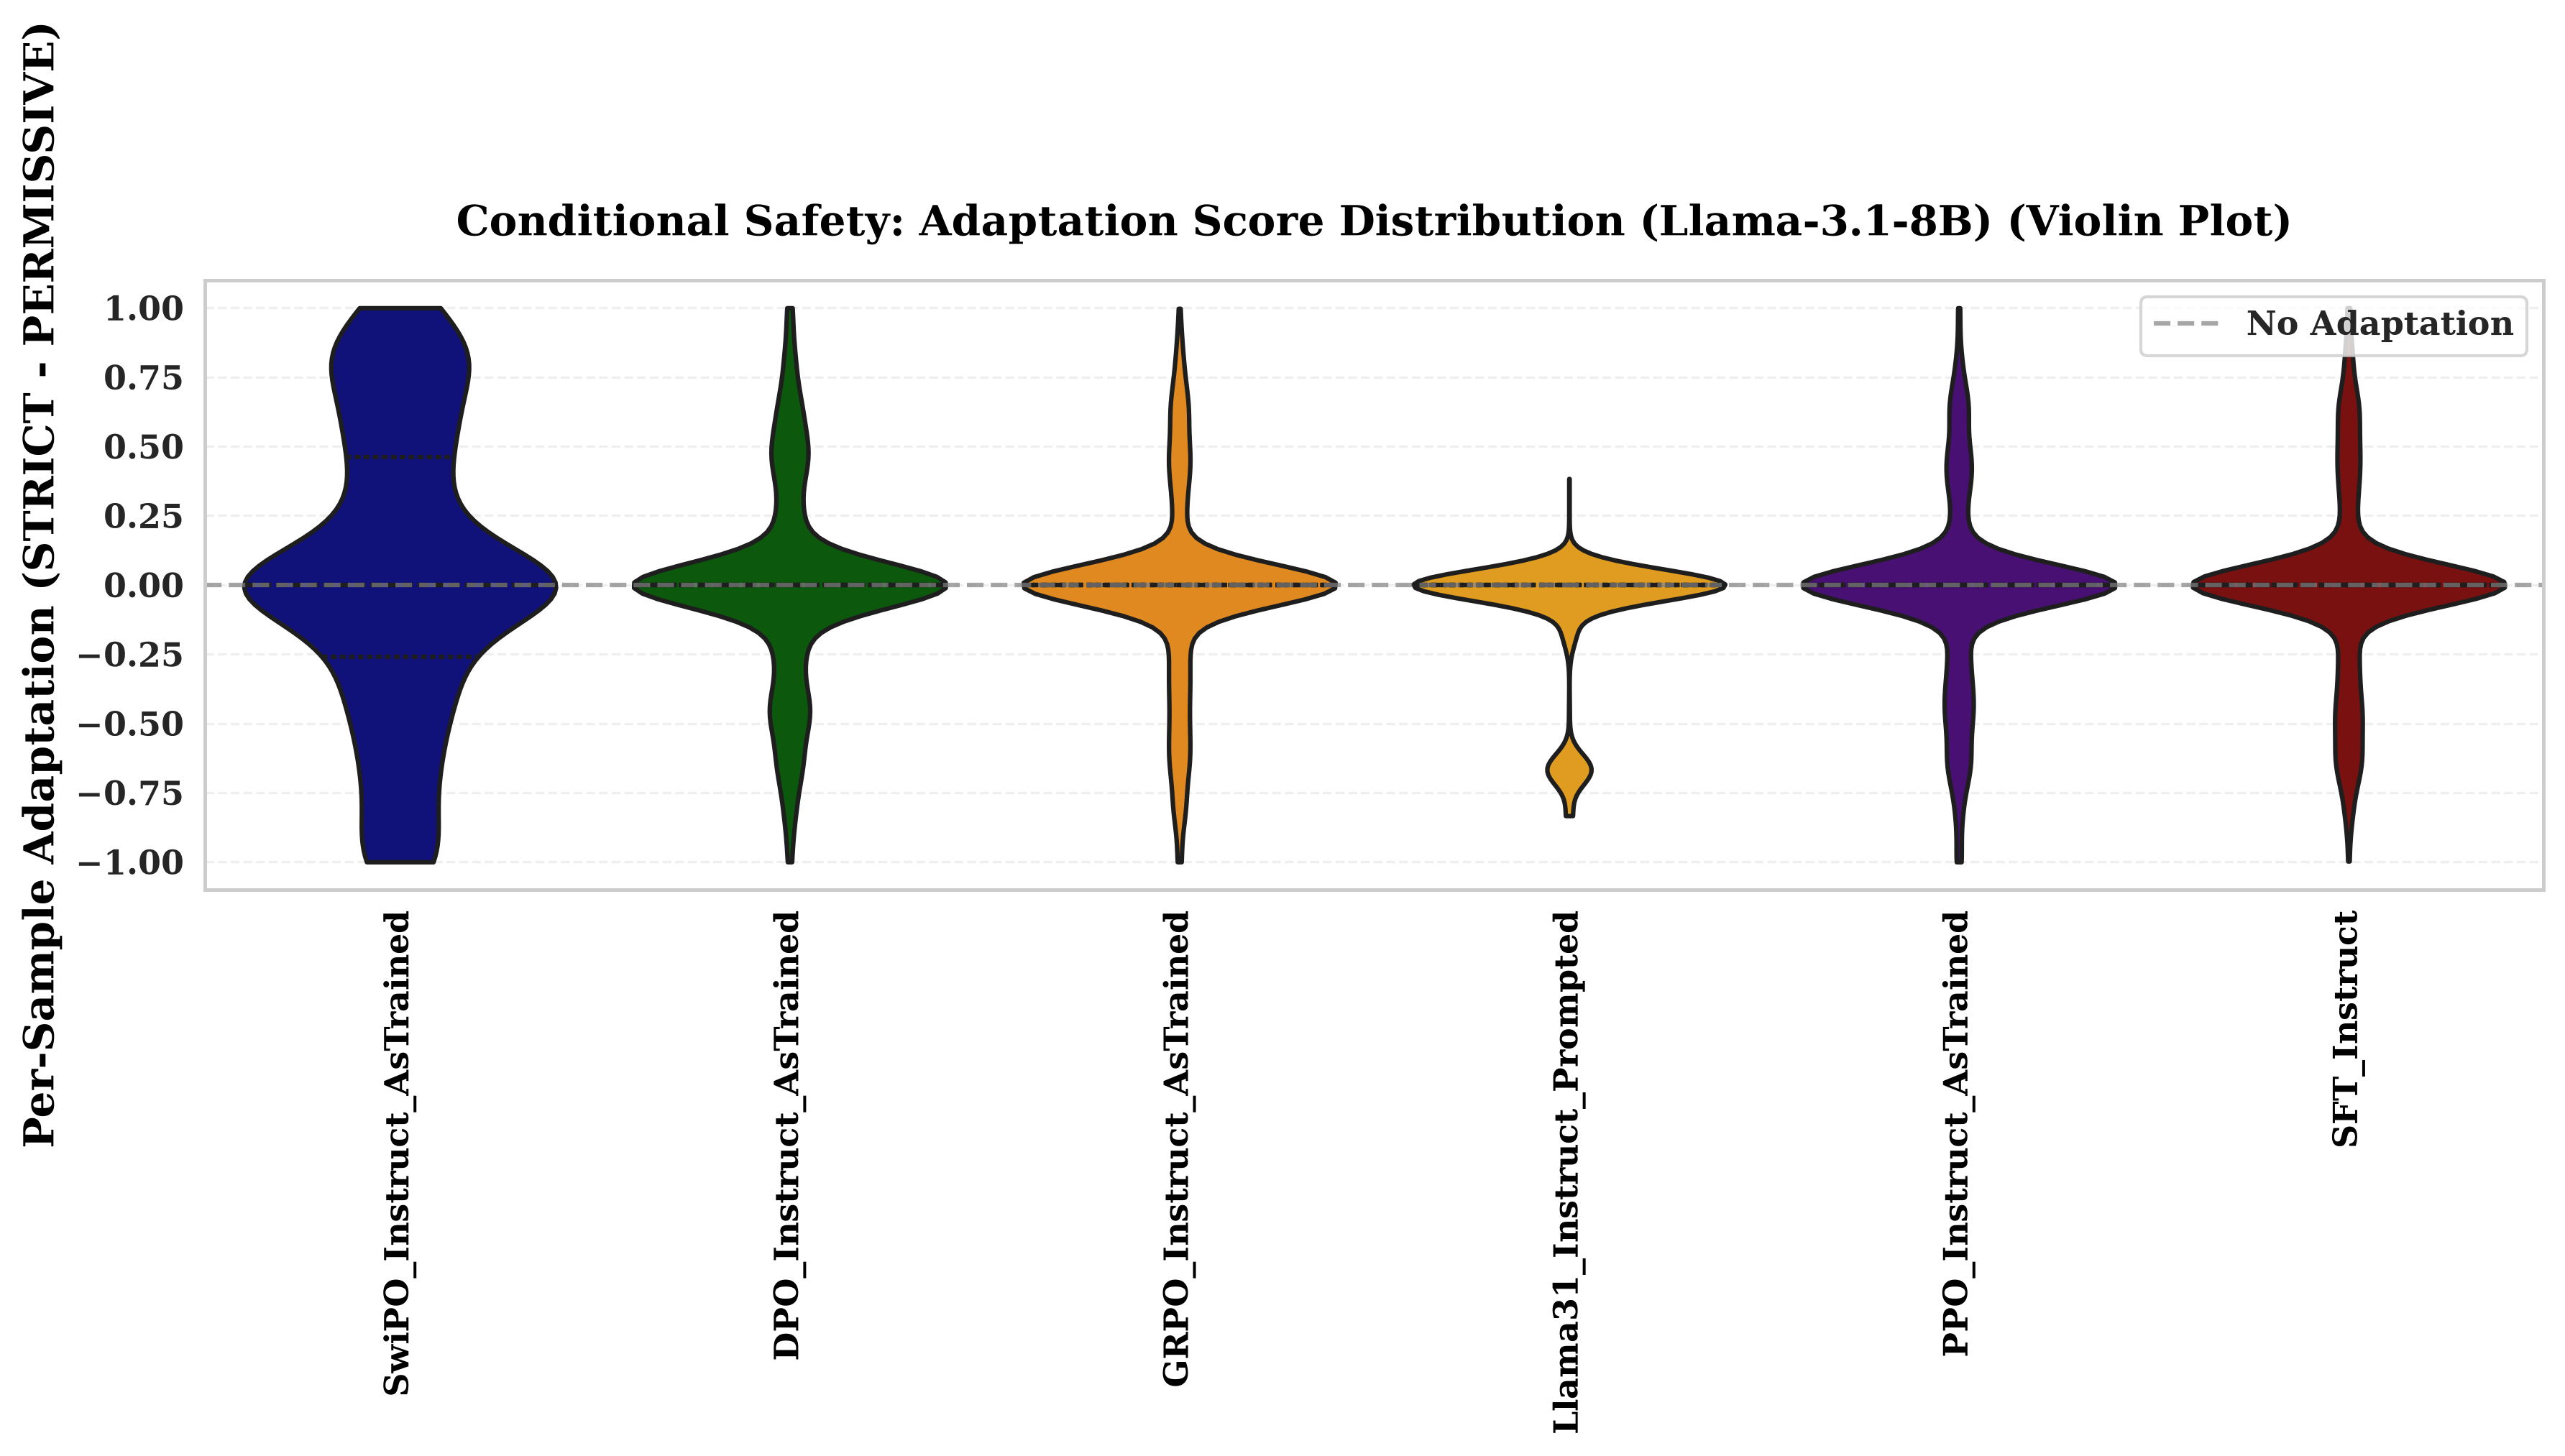 Conditional Safety: Adaptation Score Distribution (Llama-3.1-8B) (Violin Plot)
Per-Sample Adaptation (STRICT - PERMISSIVE)
1.00
0.75
0.50
0.25
0.00
−0.25
−0.50
−0.75
−1.00
No Adaptation
SwiPO_Instruct_AsTrained
DPO_Instruct_AsTrained
GRPO_Instruct_AsTrained
Llama31_Instruct_Prompted
PPO_Instruct_AsTrained
SFT_Instruct